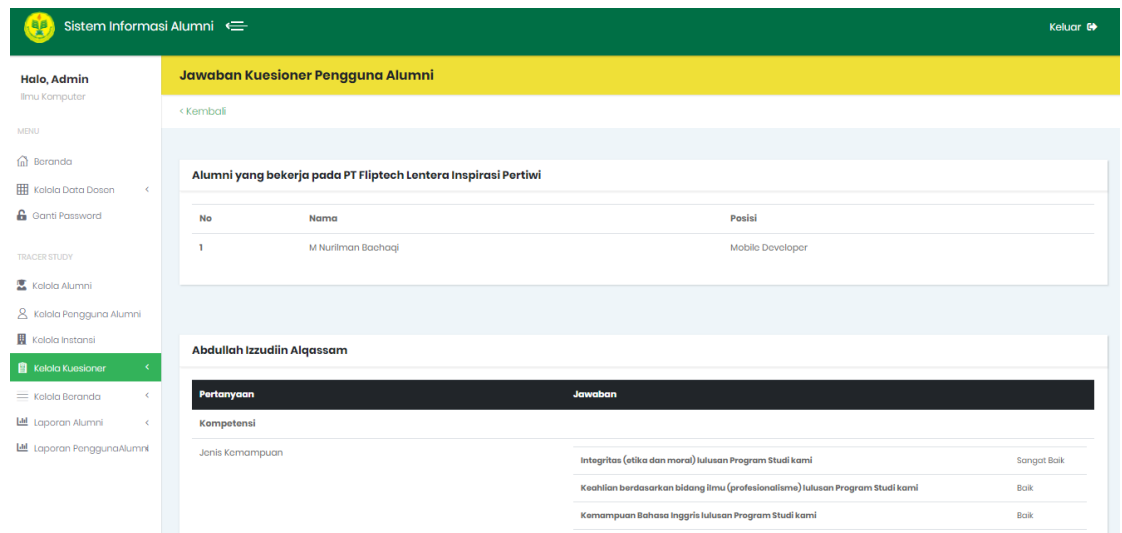 Sistem Informasi Alumni
Keluar
Halo, Admin
Ilmu Komputer
MENU
Beranda
Kelola Data Dosen
Ganti Password
TRACER STUDY
Kelola Alumni
Kelola Pengguna Alumni
Kelola Instansi
Kelola Kuesioner
Kelola Beranda
Laporan Alumni
Laporan PenggunaAlumni
Jawaban Kuesioner Pengguna Alumni
< Kembali
Alumni yang bekerja pada PT Fliptech Lentera Inspirasi Pertiwi
No Nama Posisi
1 M Nurilman Baehaqi Mobile Developer
Abdullah Izzudiin Alqassam
Pertanyaan Jawaban
Kompetensi
Jenis Kemampuan
Integritas (etika dan moral) lulusan Program Studi kami Sangat Baik
Keahlian berdasarkan bidang ilmu (profesionalisme) lulusan Program Studi kami Baik
Kemampuan Bahasa Inggris lulusan Program Studi kami Baik